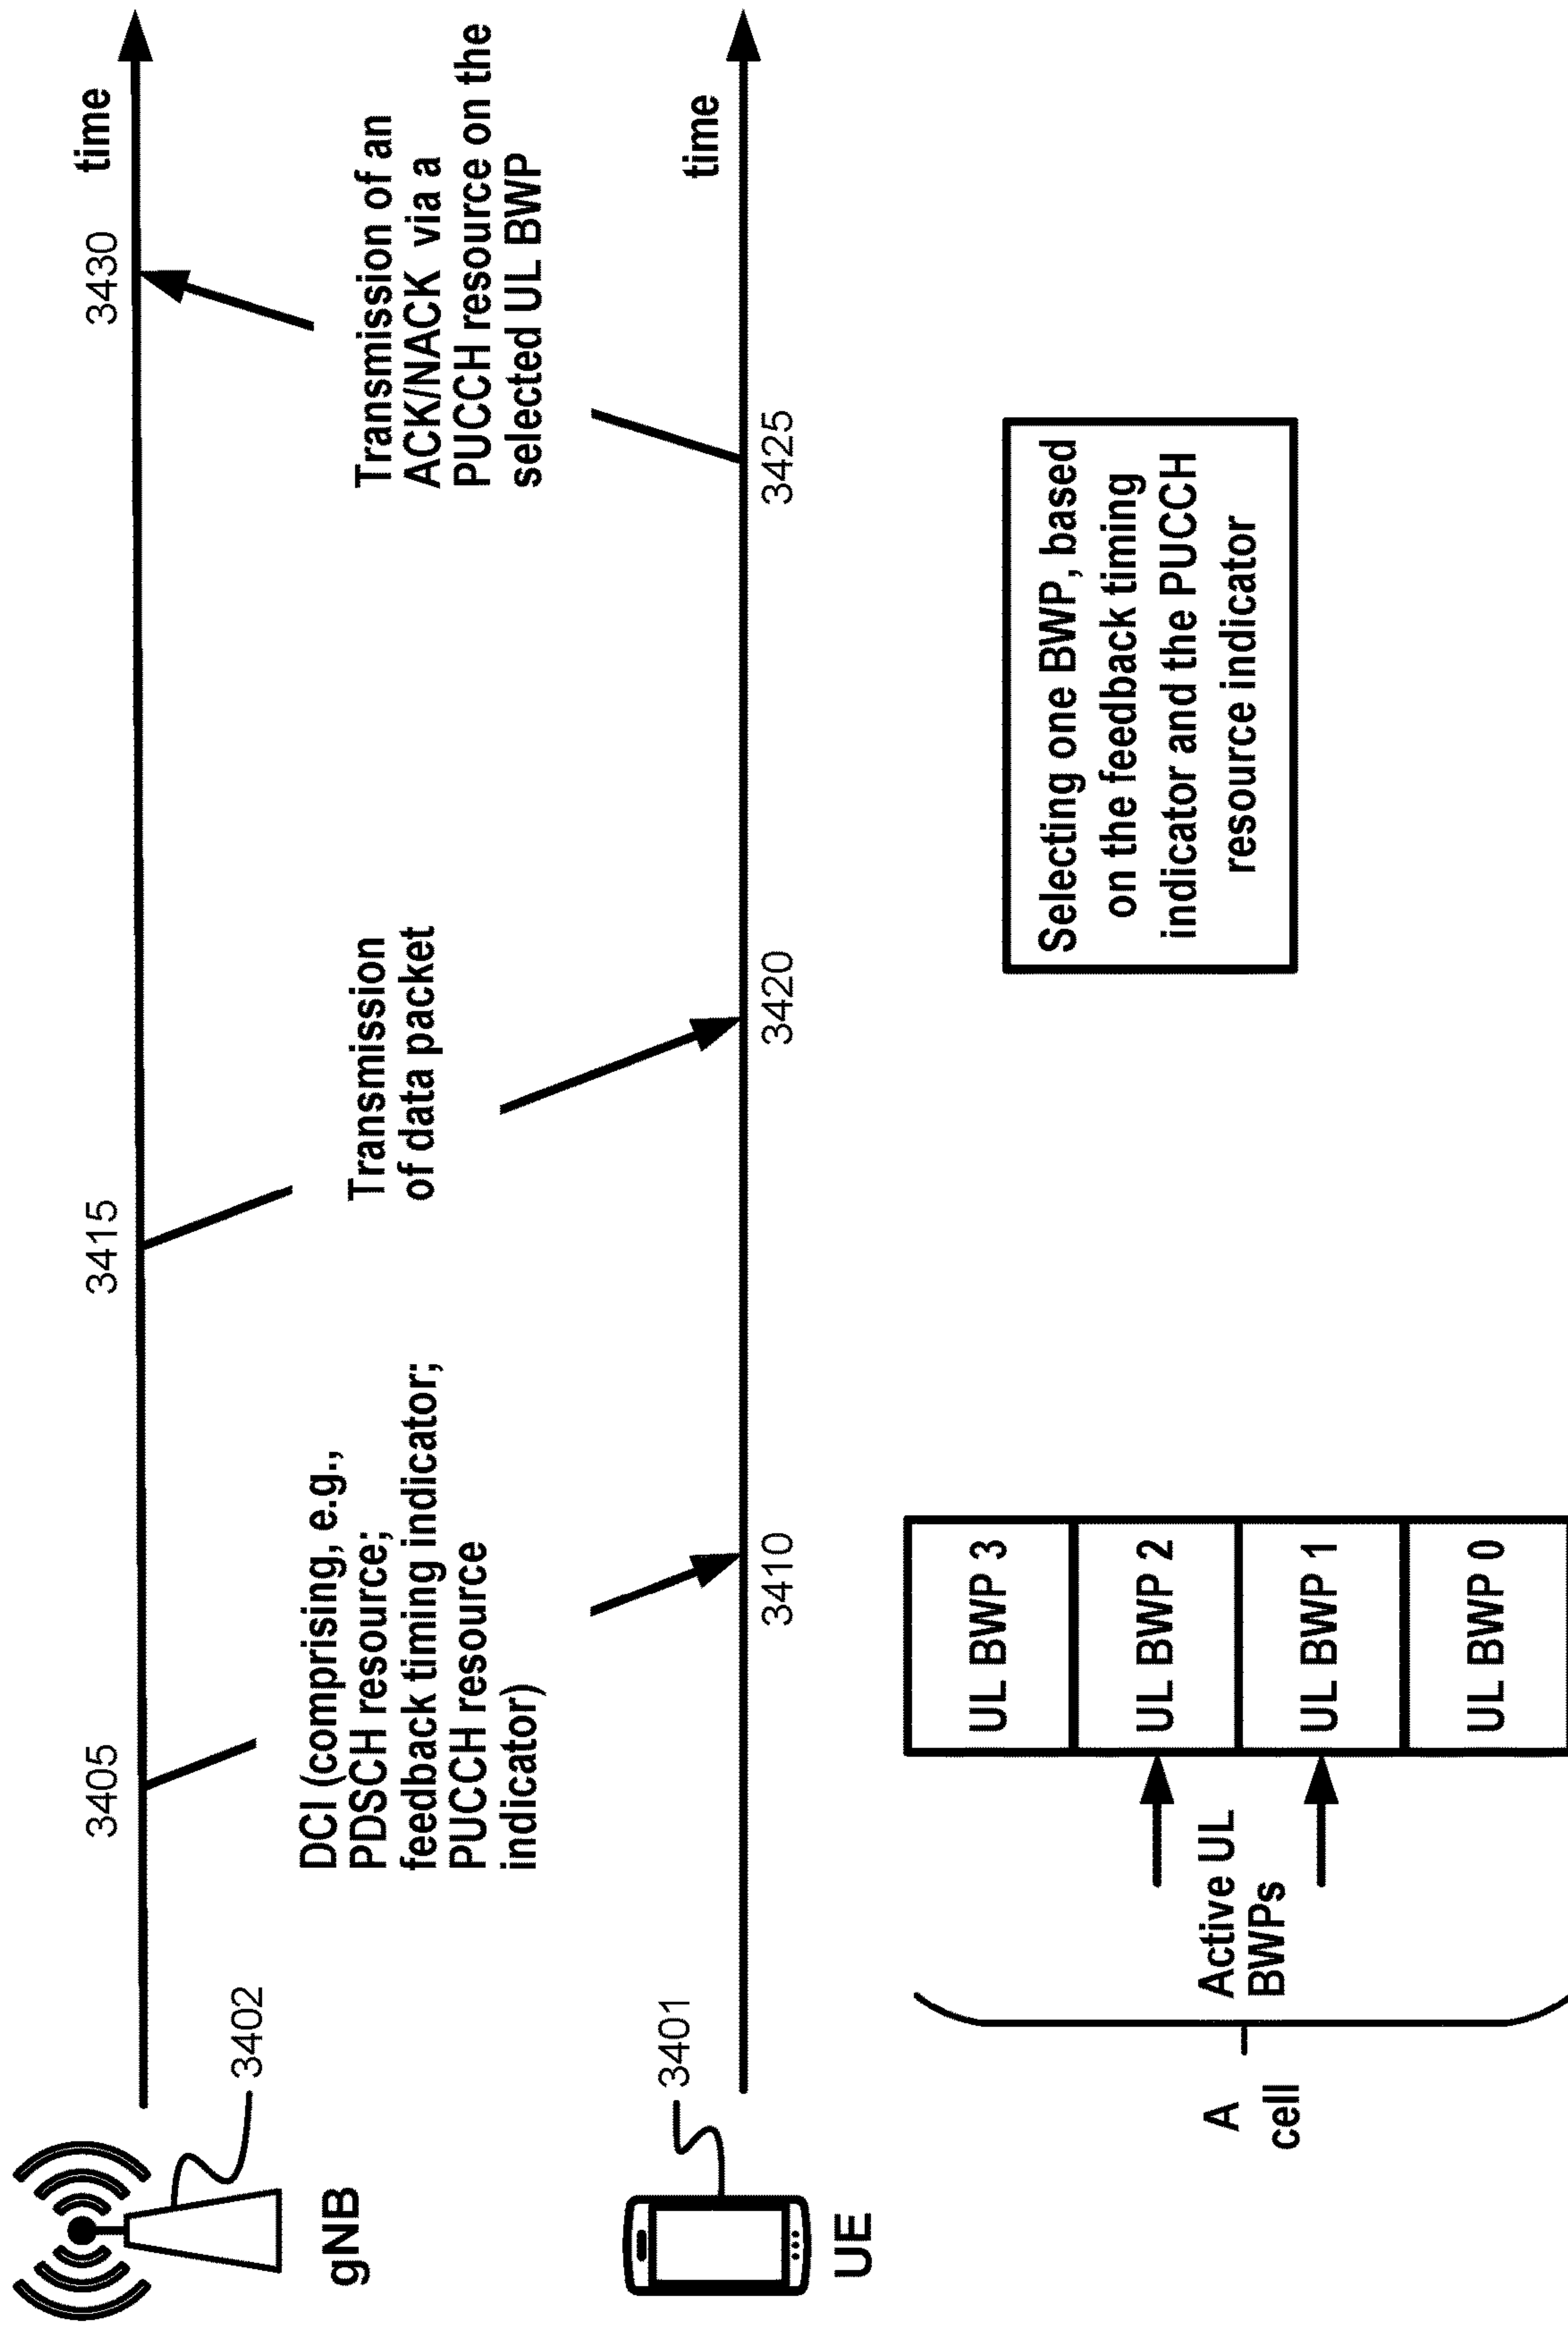 3402
gNB
3405
3415
3430
time
DCI (comprising, e.g.,
PDSCH resource;
feedback timing indicator;
PUCCH resource
indicator)
Transmission
of data packet
Transmission of an
ACK/NACK via a
PUCCH resource on the
selected UL BWP
3401
UE
3410
3420
3425
time
A
cell
Active UL
BWPs
UL BWP 3
UL BWP 2
UL BWP 1
UL BWP 0
Selecting one BWP, based
on the feedback timing
indicator and the PUCCH
resource indicator